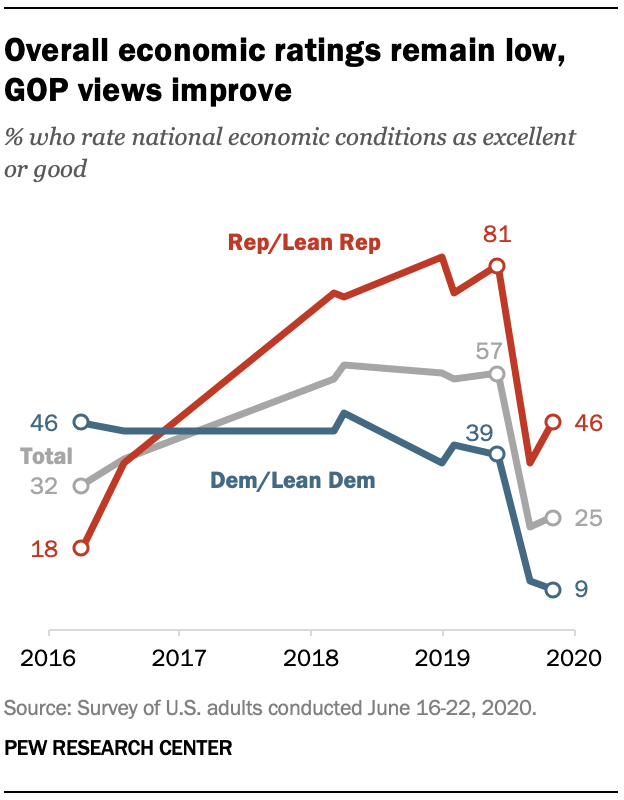 Overall economic ratings remain low,
GOP views improve
% who rate national economic conditions as excellent
or good
Rep/Lean Rep
81
57
46
39
46
Total
32
Dem/Lean Dem
18
25
9
2016 2017 2018 2019 2020
Source: Survey of U.S. adults conducted June 16-22, 2020.
PEW RESEARCH CENTER